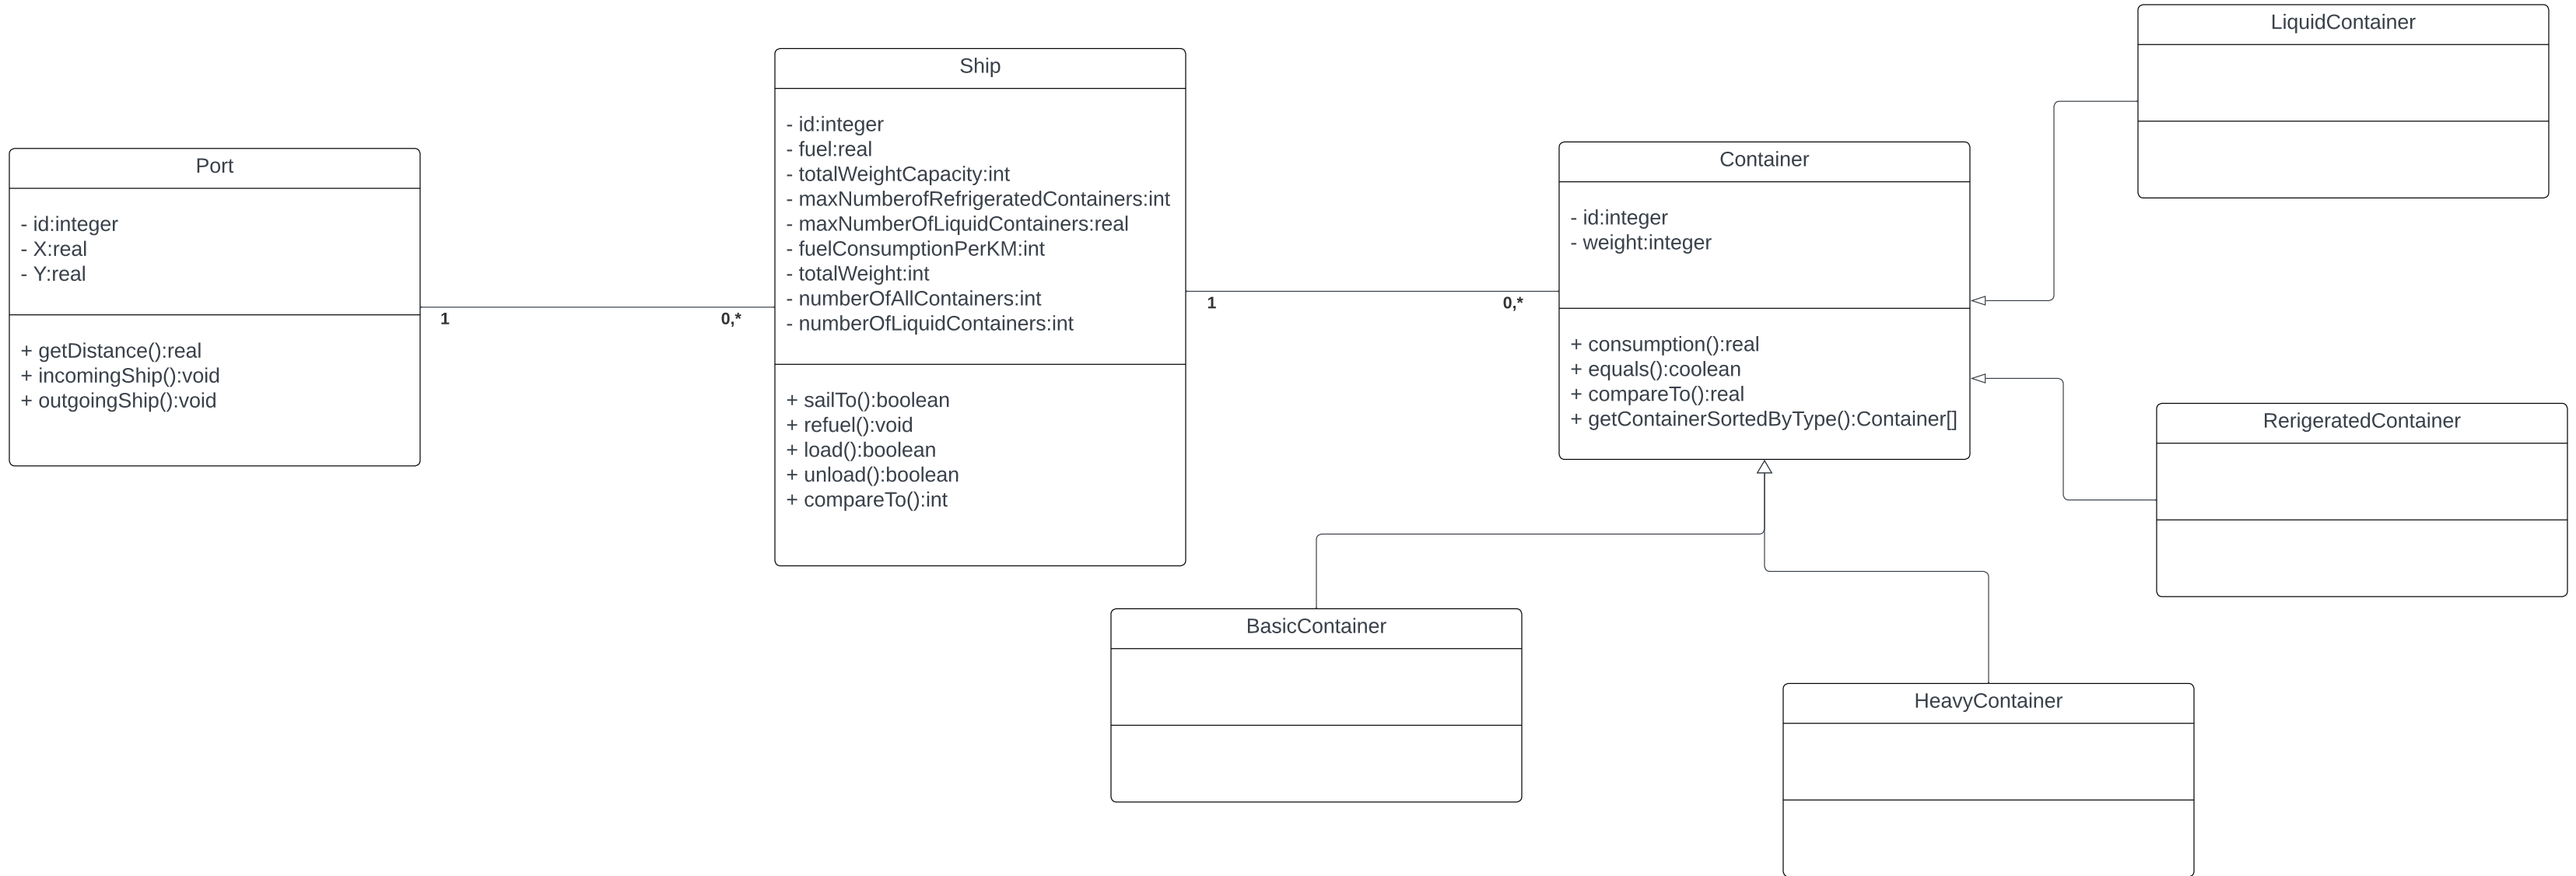 Port
- id:integer
- X:real
- Y:real
+ getDistance():real
+ incomingShip():void
+ outgoingShip():void
1
0,*
Ship
- id:integer
- fuel:real
- totalWeightCapacity:int
- maxNumberofRefrigeratedContainers:int
- maxNumberOfLiquidContainers:real
- fuelConsumptionPerKM:int
- totalWeight:int
- numberOfAllContainers:int
- numberOfLiquidContainers:int
+ sailTo():boolean
+ refuel():void
+ load():boolean
+ unload():boolean
+ compareTo():int
1
0,*
Container
- id:integer
- weight:integer
+ consumption():real
+ equals():coolean
+ compareTo():real
+ getContainerSortedByType():Container[]
LiquidContainer
RerigeratedContainer
BasicContainer
HeavyContainer